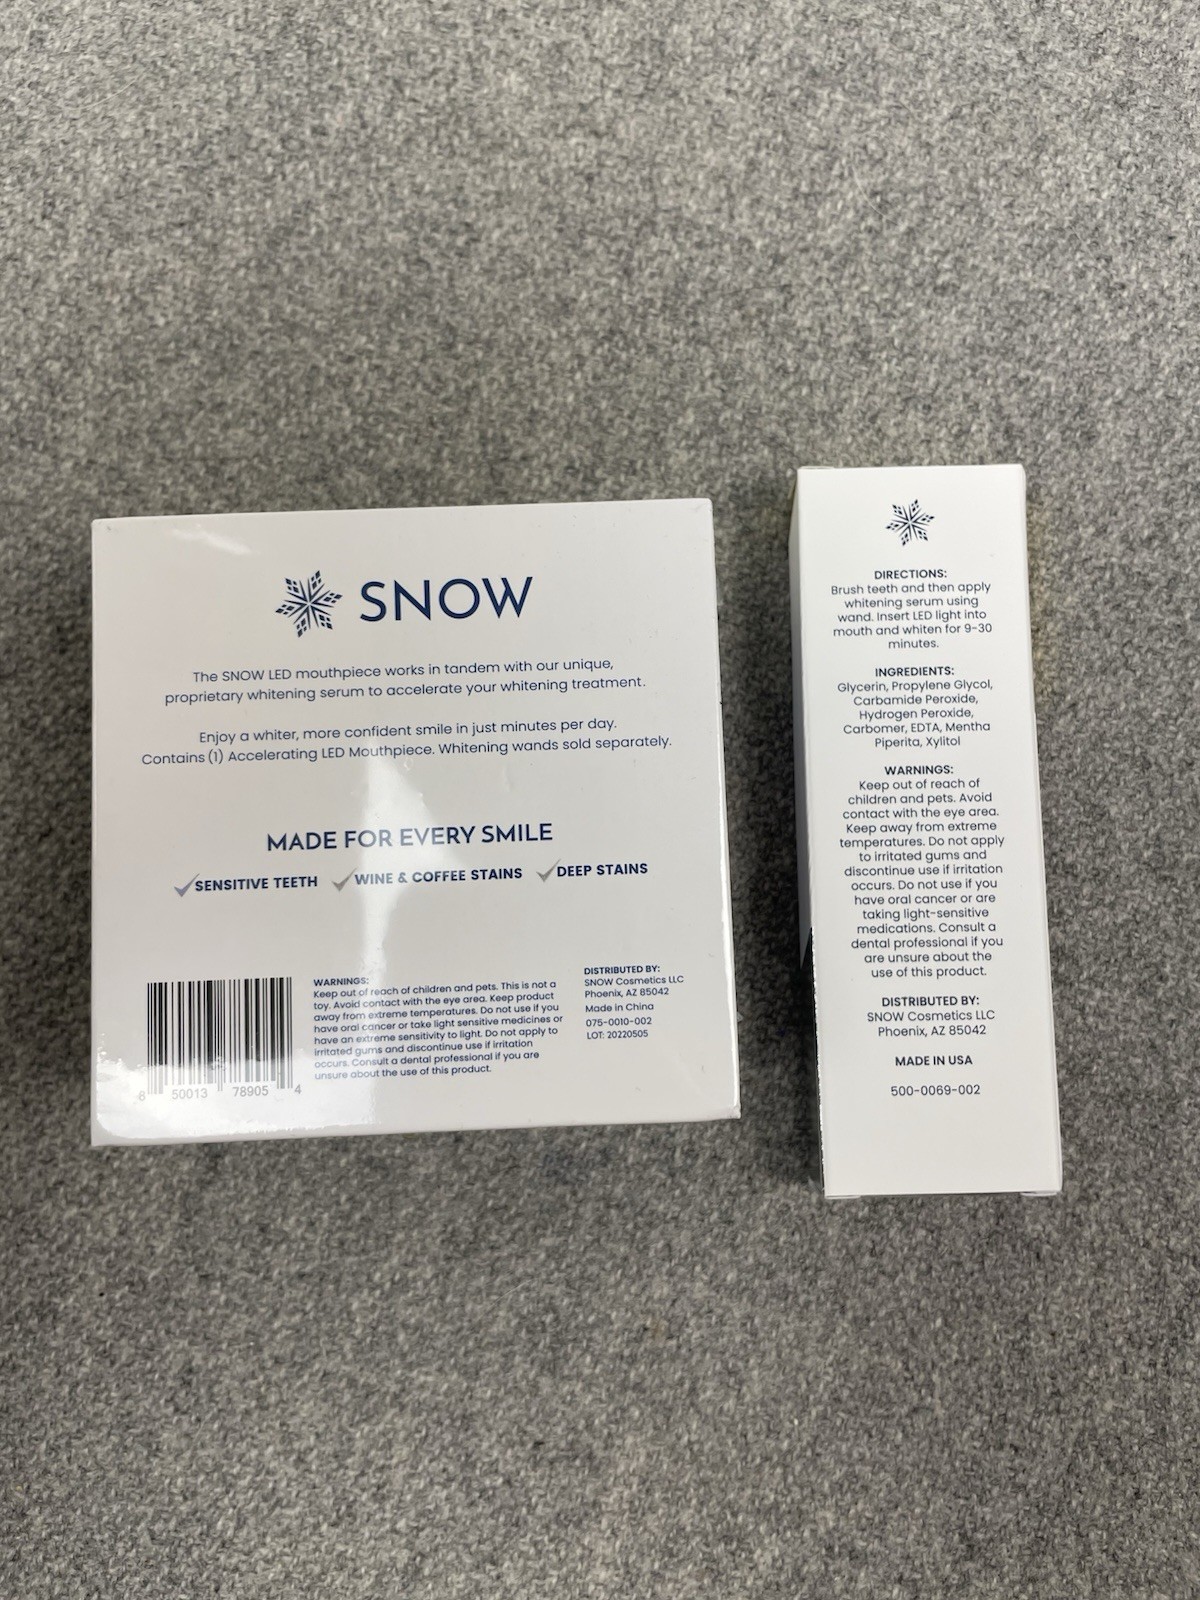 SNOW
The SNOW LED mouthpiece works in tandem with our unique,
proprietary whitening serum to accelerate your whitening treatment.
Enjoy a whiter, more confident smile in just minutes per day.
Contains (1) Accelerating LED Mouthpiece. Whitening wands sold separately.
MADE FOR EVERY SMILE
SENSITIVE TEETH WINE & COFFEE STAINS DEEP STAINS
8 50013 78905 4
WARNINGS:
Keep out of reach of children and pets. This is not a
toy. Avoid contact with the eye area. Keep product
away from extreme temperatures. Do not use if you
have oral cancer or take light sensitive medicines or
have an extreme sensitivity to light. Do not apply to
irritated gums and discontinue use if irritation
occurs. Consult a dental professional if you are
unsure about the use of this product.
DISTRIBUTED BY:
SNOW Cosmetics LLC
Phoenix, AZ 85042
Made in China
075-0010-002
LOT: 20220505
DIRECTIONS:
Brush teeth and then apply
whitening serum using
wand. Insert LED light into
mouth and whiten for 9-30
minutes.
INGREDIENTS:
Glycerin, Propylene Glycol,
Carbamide Peroxide,
Hydrogen Peroxide,
Carbomer, EDTA, Mentha
Piperita, Xylitol
WARNINGS:
Keep out of reach of
children and pets. Avoid
contact with the eye area.
Keep away from extreme
temperatures. Do not apply
to irritated gums and
discontinue use if irritation
occurs. Do not use if you
have oral cancer or are
taking light-sensitive
medications. Consult a
dental professional if you
are unsure about the
use of this product.
DISTRIBUTED BY:
SNOW Cosmetics LLC
Phoenix, AZ 85042
MADE IN USA
500-0069-002